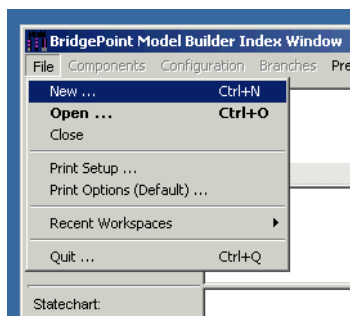 BridgePoint Model Builder Index Window
File Components Configuration Branches Pre
New ... Ctrl+N
Open ... Ctrl+O
Close
Print Setup ...
Print Options (Default) ...
Recent Workspaces
Quit ... Ctrl+Q
Statechart: